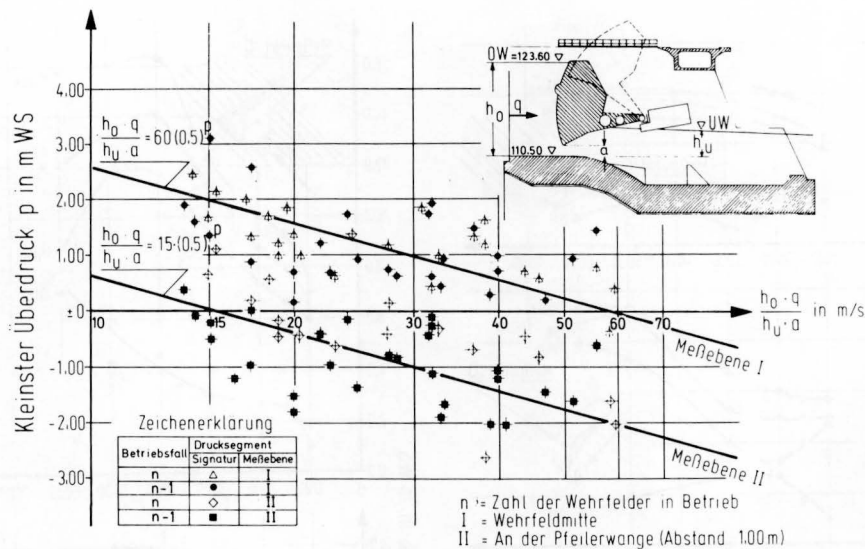 Kleinster Überdruck p in m WS
4.00
3.00
2.00
1.00
± 0
-1.00
-2.00
-3.00
h₀ · q / hᵤ · a = 60 (0,5)ᵖ
h₀ · q / hᵤ · a = 15·(0,5)ᵖ
10
15
20
30
40
50
60
70
h₀ · q / hᵤ · a in m/s
Meßebene I
Meßebene II
OW =123.60
h₀
q
UW
hᵤ
a
110.50
Zeichenerklärung
Betriebsfall Drucksegment
Signatur Meßebene
n △ I
n-1 ● I
n ◇ II
n-1 ■ II
n = Zahl der Wehrfelder in Betrieb
I = Wehrfeldmitte
II = An der Pfeilerwange (Abstand 1.00m)